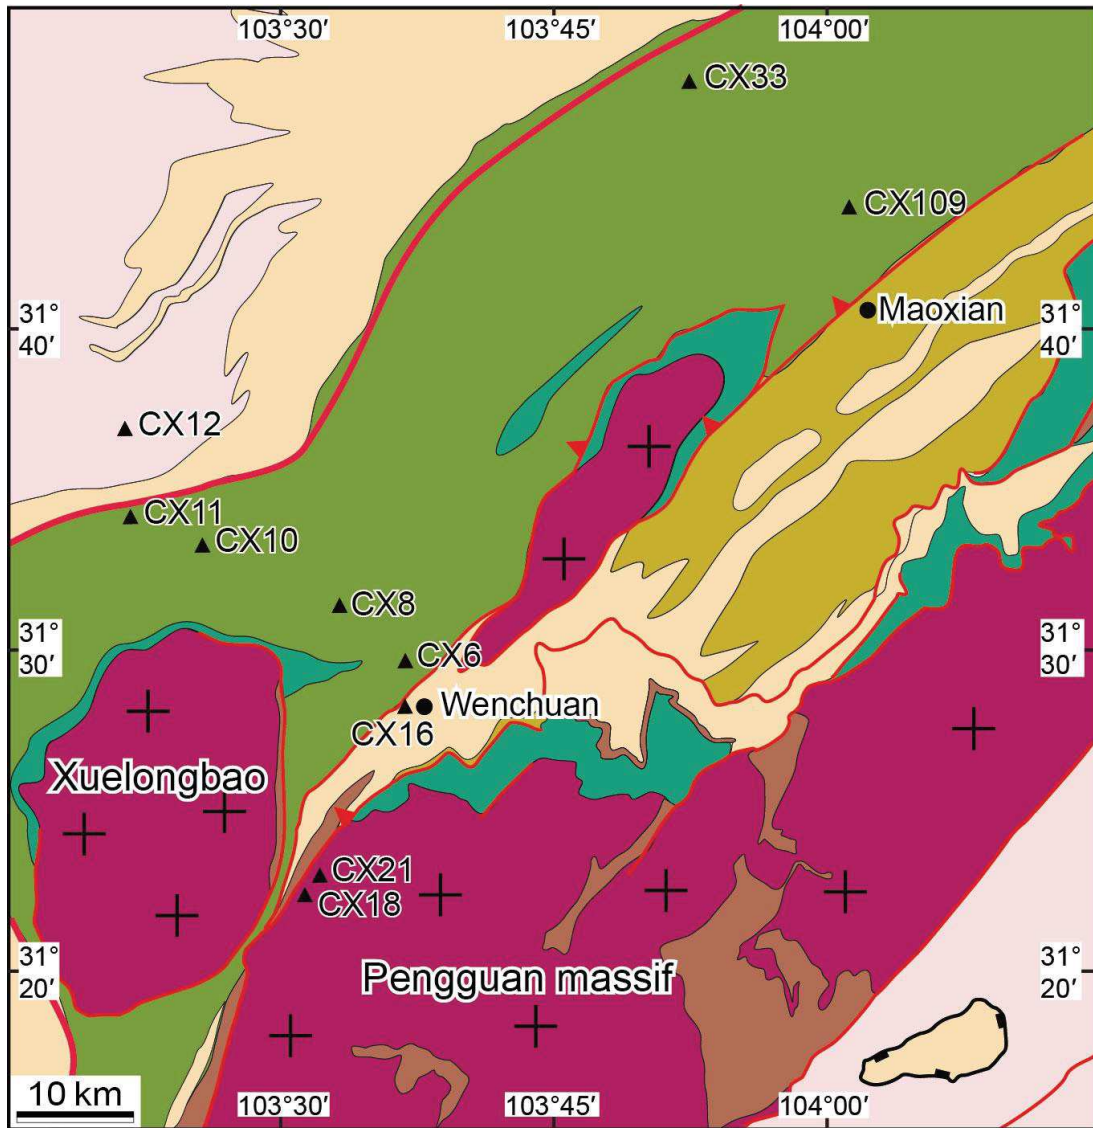 103°30′ 103°45′ 104°00′
CX33
CX109
31°
40′
Maoxian
31°
40′
CX12
CX11
CX10
CX8
31°
30′
CX6
31°
30′
Wenchuan
CX16
Xuelongbao
CX21
CX18
31°
20′
Pengguan massif
31°
20′
10 km
103°30′ 103°45′ 104°00′